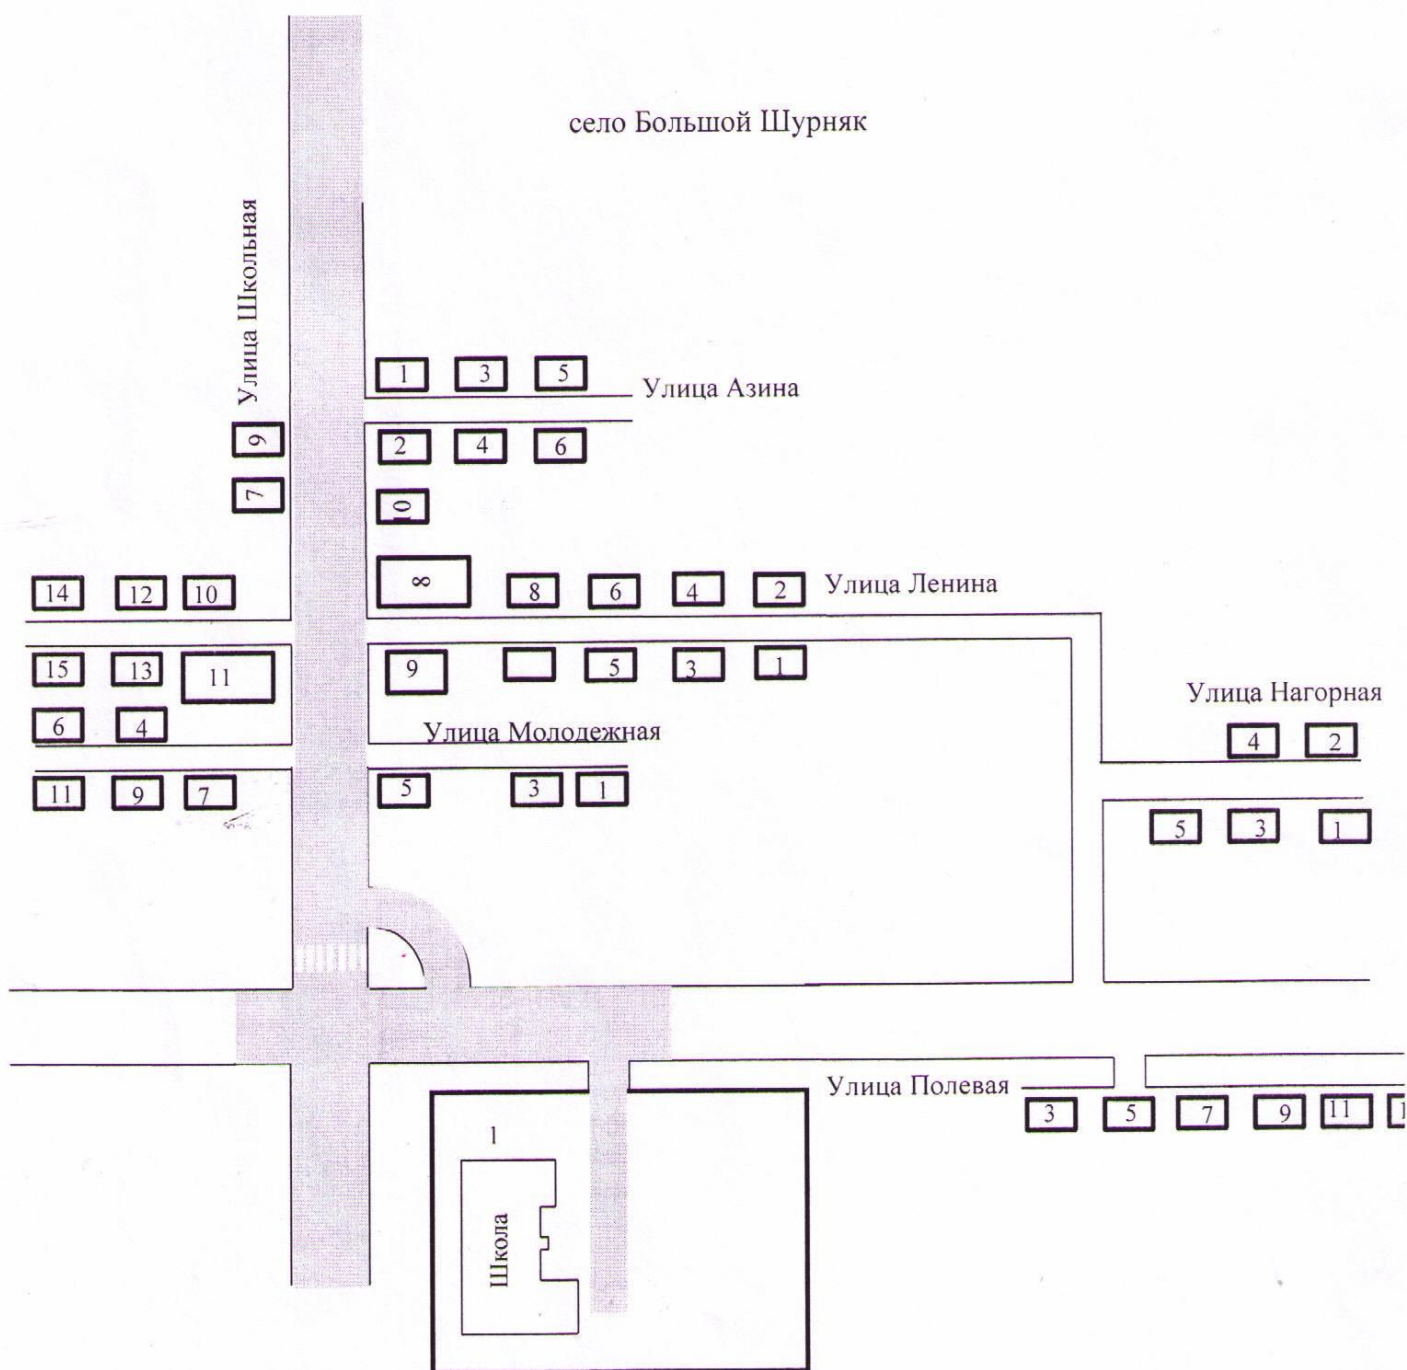 село Большой Шурняк
Улица Школьная
1 3 5
Улица Азина
9
2 4 6
7
10
14 12 10
8
8 6 4 2
Улица Ленина
15 13 11
9 5 3 1
Улица Нагорная
6 4
Улица Молодежная
4 2
11 9 7
5 3 1
5 3 1
Улица Полевая
3 5 7 9 11
1
Школа